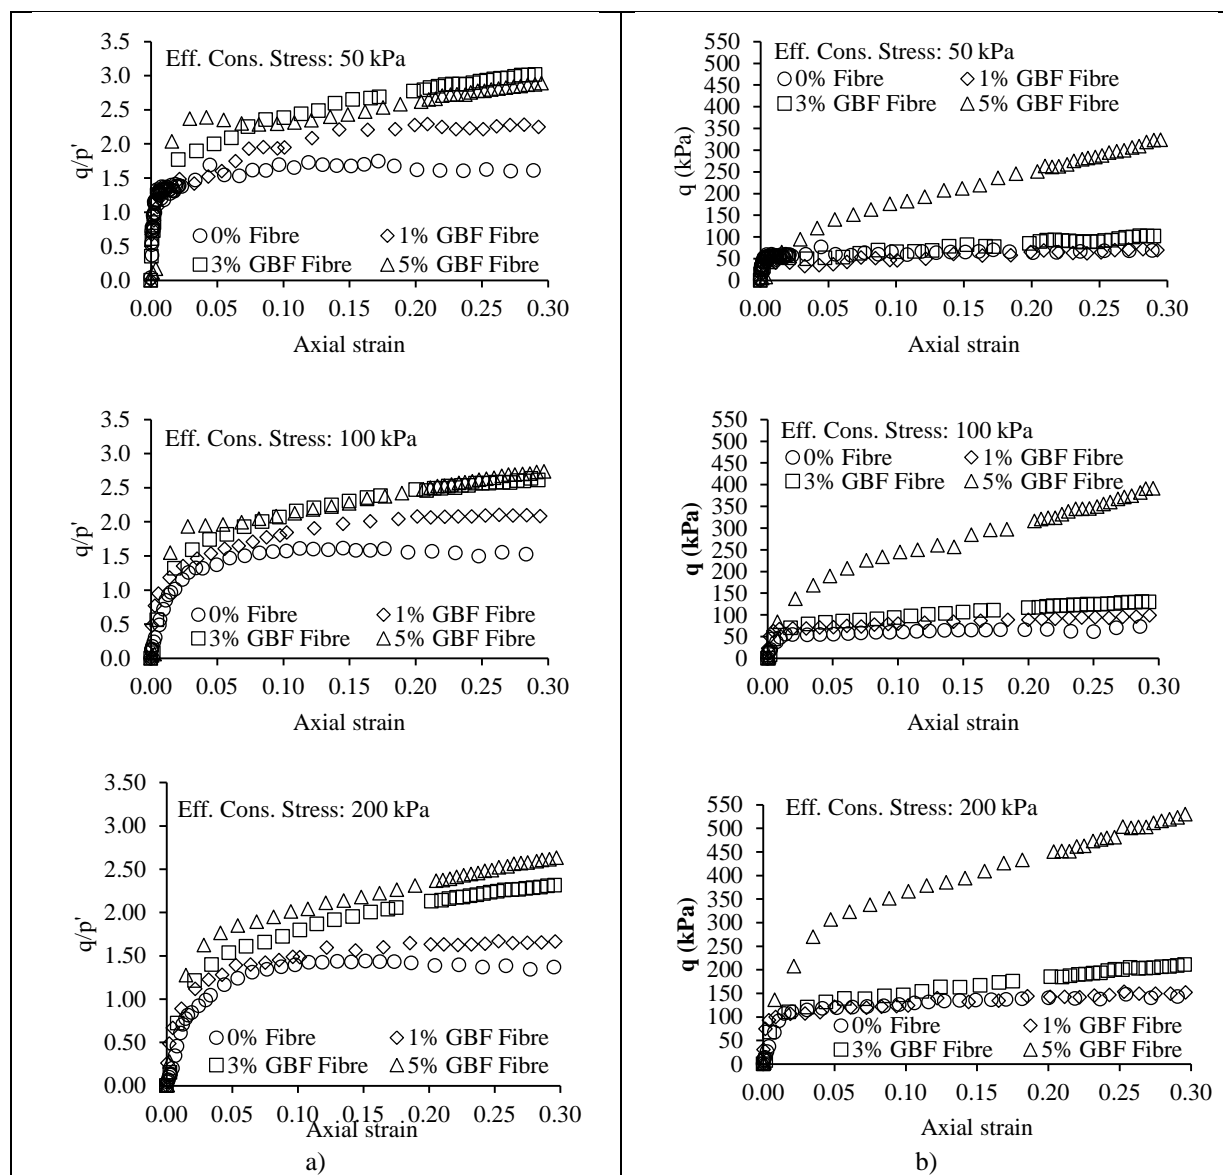 3.5
3.0
2.5
2.0
1.5
1.0
0.5
0.0
q/p'
Eff. Cons. Stress: 50 kPa
0% Fibre
1% GBF Fibre
3% GBF Fibre
5% GBF Fibre
0.00 0.05 0.10 0.15 0.20 0.25 0.30
Axial strain
3.5
3.0
2.5
2.0
1.5
1.0
0.5
0.0
q/p'
Eff. Cons. Stress: 100 kPa
0% Fibre
1% GBF Fibre
3% GBF Fibre
5% GBF Fibre
0.00 0.05 0.10 0.15 0.20 0.25 0.30
Axial strain
3.50
3.00
2.50
2.00
1.50
1.00
0.50
0.00
q/p'
Eff. Cons. Stress: 200 kPa
0% Fibre
1% GBF Fibre
3% GBF Fibre
5% GBF Fibre
0.00 0.05 0.10 0.15 0.20 0.25 0.30
Axial strain
a)
550
500
450
400
350
300
250
200
150
100
50
0
q (kPa)
Eff. Cons. Stress: 50 kPa
0% Fibre
1% GBF Fibre
3% GBF Fibre
5% GBF Fibre
0.00 0.05 0.10 0.15 0.20 0.25 0.30
Axial strain
550
500
450
400
350
300
250
200
150
100
50
0
q (kPa)
Eff. Cons. Stress: 100 kPa
0% Fibre
1% GBF Fibre
3% GBF Fibre
5% GBF Fibre
0.00 0.05 0.10 0.15 0.20 0.25 0.30
Axial strain
550
500
450
400
350
300
250
200
150
100
50
0
q (kPa)
Eff. Cons. Stress: 200 kPa
0% Fibre
1% GBF Fibre
3% GBF Fibre
5% GBF Fibre
0.00 0.05 0.10 0.15 0.20 0.25 0.30
Axial strain
b)